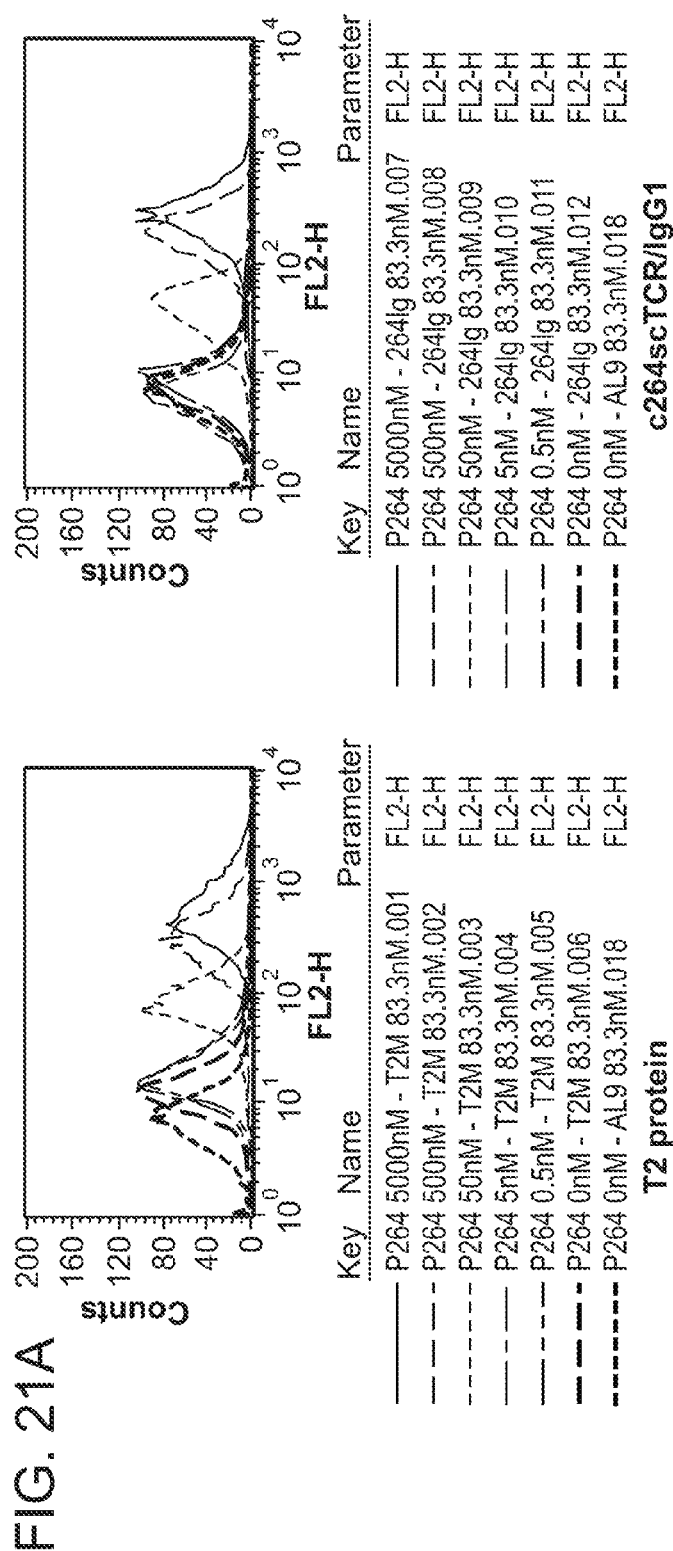 FIG. 21A
200
160
120
80
40
0
Counts
10^0
10^1
10^2
10^3
10^4
FL2-H
Key Name Parameter
P264 5000nM - T2M 83.3nM.001 FL2-H
P264 500nM - T2M 83.3nM.002 FL2-H
P264 50nM - T2M 83.3nM.003 FL2-H
P264 5nM - T2M 83.3nM.004 FL2-H
P264 0.5nM - T2M 83.3nM.005 FL2-H
P264 0nM - T2M 83.3nM.006 FL2-H
P264 0nM - AL9 83.3nM.018 FL2-H
T2 protein
200
160
120
80
40
0
Counts
10^0
10^1
10^2
10^3
10^4
FL2-H
Key Name Parameter
P264 5000nM - 264Ig 83.3nM.007 FL2-H
P264 500nM - 264Ig 83.3nM.008 FL2-H
P264 50nM - 264Ig 83.3nM.009 FL2-H
P264 5nM - 264Ig 83.3nM.010 FL2-H
P264 0.5nM - 264Ig 83.3nM.011 FL2-H
P264 0nM - 264Ig 83.3nM.012 FL2-H
P264 0nM - AL9 83.3nM.018 FL2-H
c264scTCR/IgG1